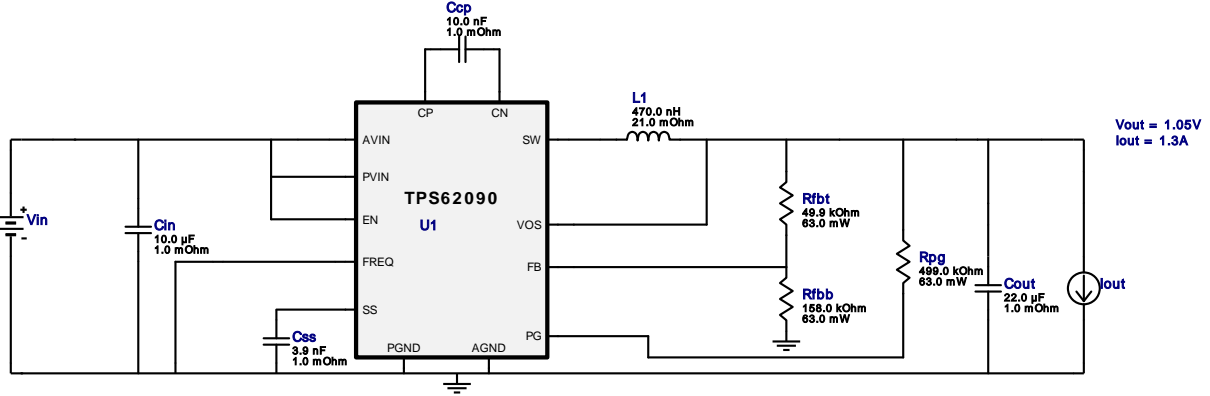 Ccp
10.0 nF
1.0 mOhm
CP
CN
L1
470.0 nH
21.0 mOhm
Vout = 1.05V
Iout = 1.3A
AVIN
SW
PVIN
TPS62090
U1
EN
VOS
FREQ
FB
SS
PG
PGND
AGND
+
Vin
-
Cin
10.0 µF
1.0 mOhm
Css
3.9 nF
1.0 mOhm
Rfbt
49.9 kOhm
63.0 mW
Rfbb
158.0 kOhm
63.0 mW
Rpg
499.0 kOhm
63.0 mW
Cout
22.0 µF
1.0 mOhm
Iout